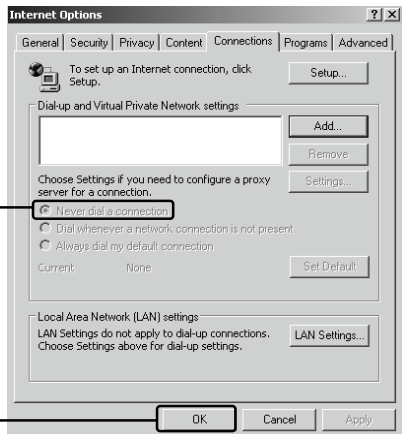 Internet Options
? ×
General Security Privacy Content Connections Programs Advanced
To set up an Internet connection, click
Setup.
Setup...
Dial-up and Virtual Private Network settings
Add...
Remove
Choose Settings if you need to configure a proxy
server for a connection.
Settings...
Never dial a connection
Dial whenever a network connection is not present
Always dial my default connection
Current None
Set Default
Local Area Network (LAN) settings
LAN Settings do not apply to dial-up connections.
Choose Settings above for dial-up settings.
LAN Settings...
OK Cancel Apply